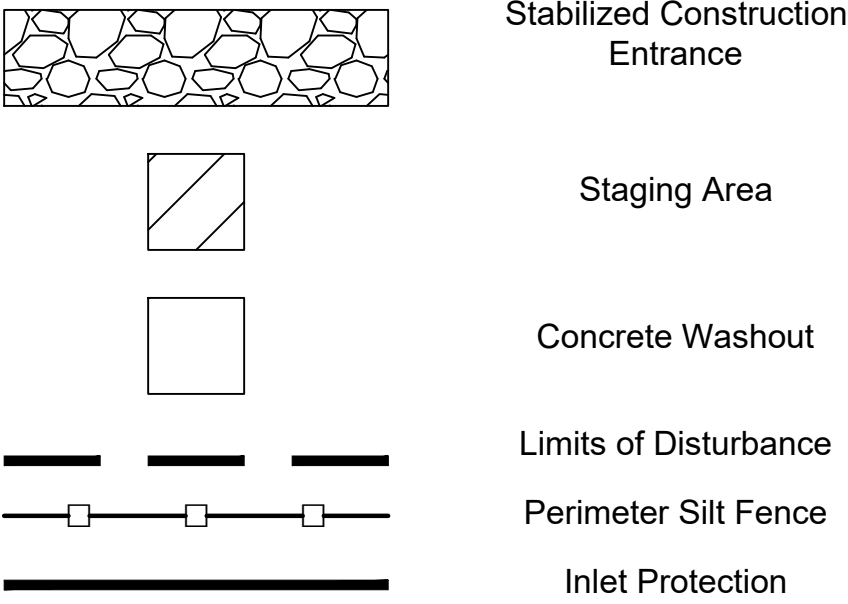 Stabilized Construction
Entrance
Staging Area
Concrete Washout
Limits of Disturbance
Perimeter Silt Fence
Inlet Protection